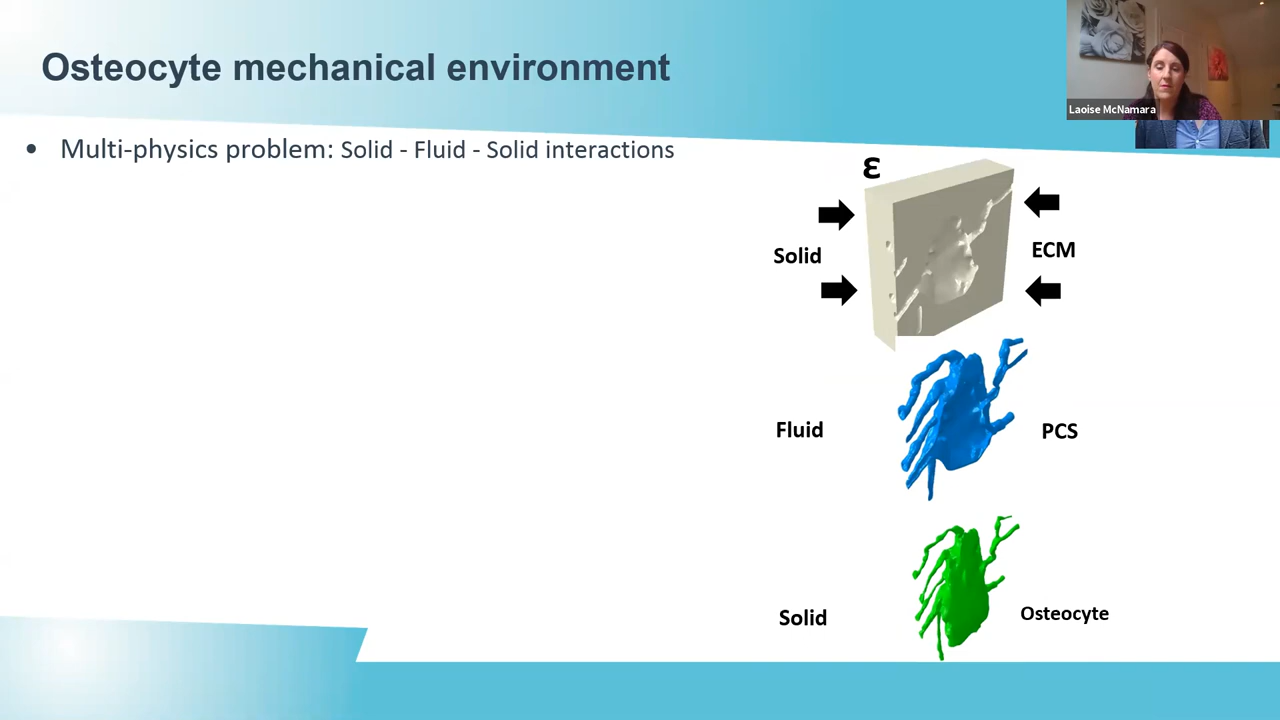 Osteocyte mechanical environment
Laoise McNamara
• Multi-physics problem: Solid - Fluid - Solid interactions
ε
Solid
ECM
Fluid
PCS
Solid
Osteocyte